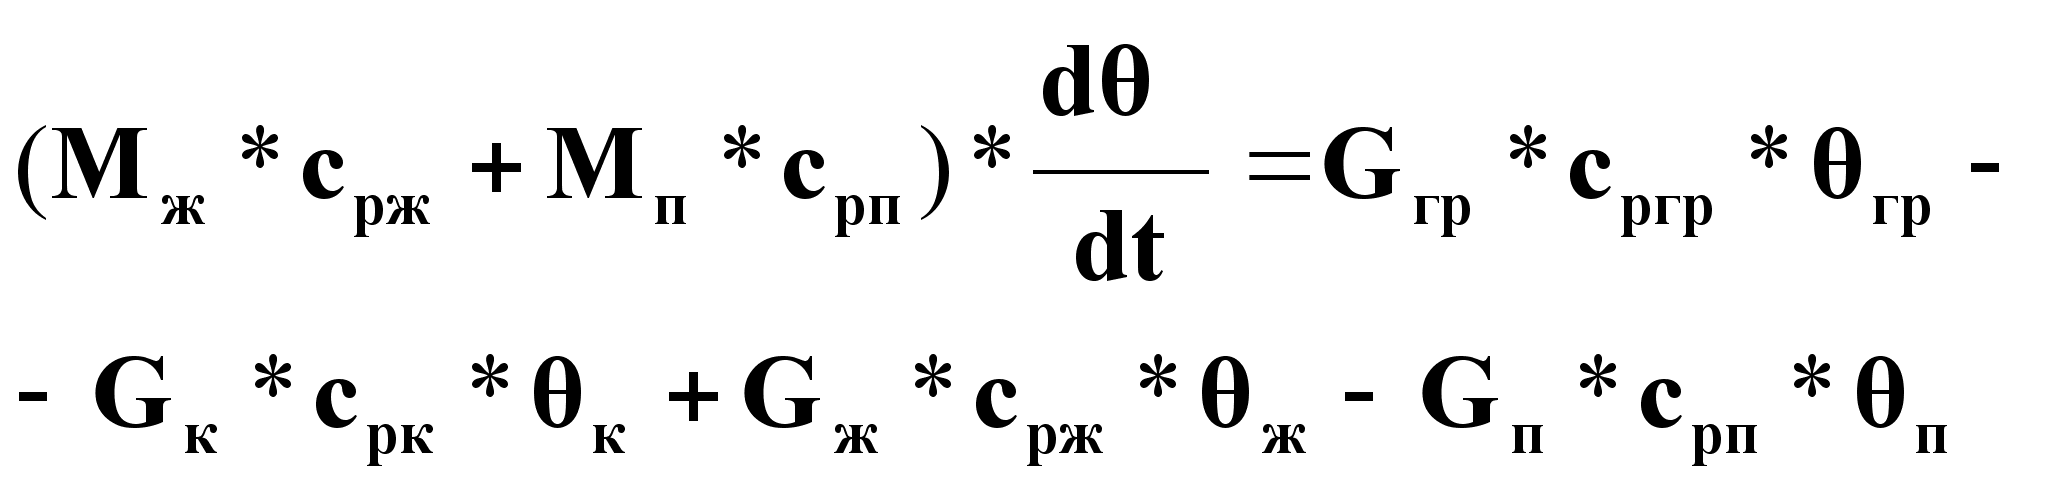 (Mж * cрж + Mп * cрп) * dθ/dt = Gгр * cргр * θгр -
- Gк * cрк * θк + Gж * cрж * θж - Gп * cрп * θп